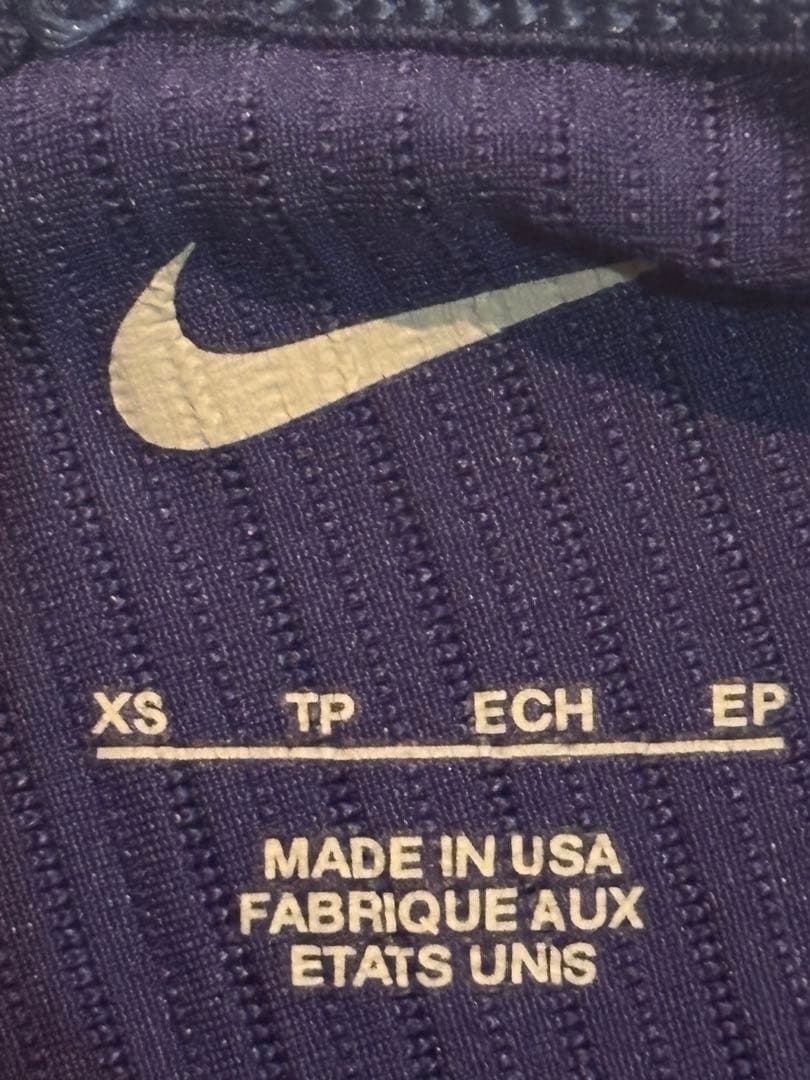 XS TP ECH EP
MADE IN USA
FABRIQUE AUX
ETATS UNIS